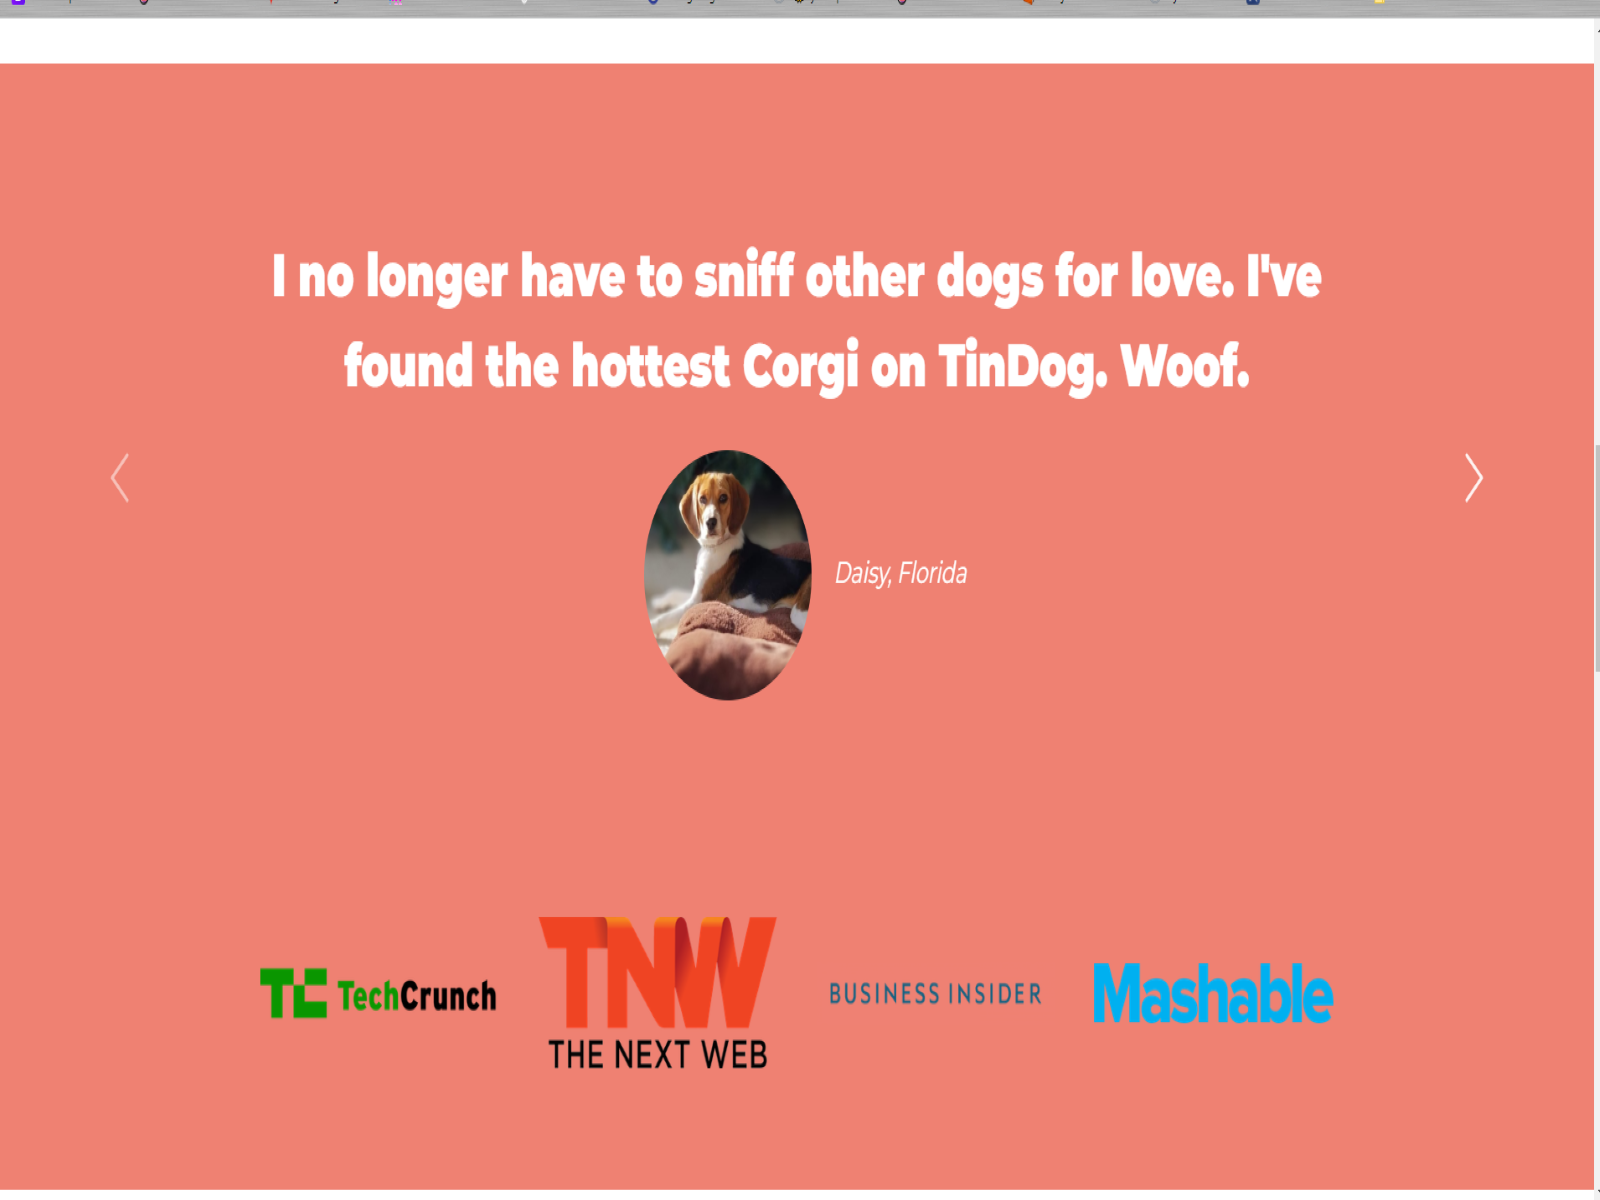 I no longer have to sniff other dogs for love. I've
found the hottest Corgi on TinDog. Woof.
Daisy, Florida
TC TechCrunch
TNW
THE NEXT WEB
BUSINESS INSIDER
Mashable